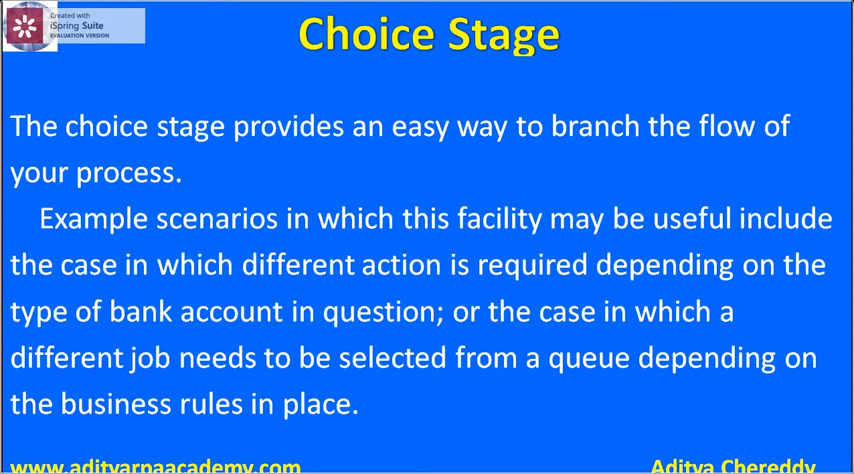 Created with
iSpring Suite
EVALUATION VERSION
Choice Stage
The choice stage provides an easy way to branch the flow of
your process.
Example scenarios in which this facility may be useful include
the case in which different action is required depending on the
type of bank account in question; or the case in which a
different job needs to be selected from a queue depending on
the business rules in place.
www.adityarpaacademy.com Aditya Chereddy